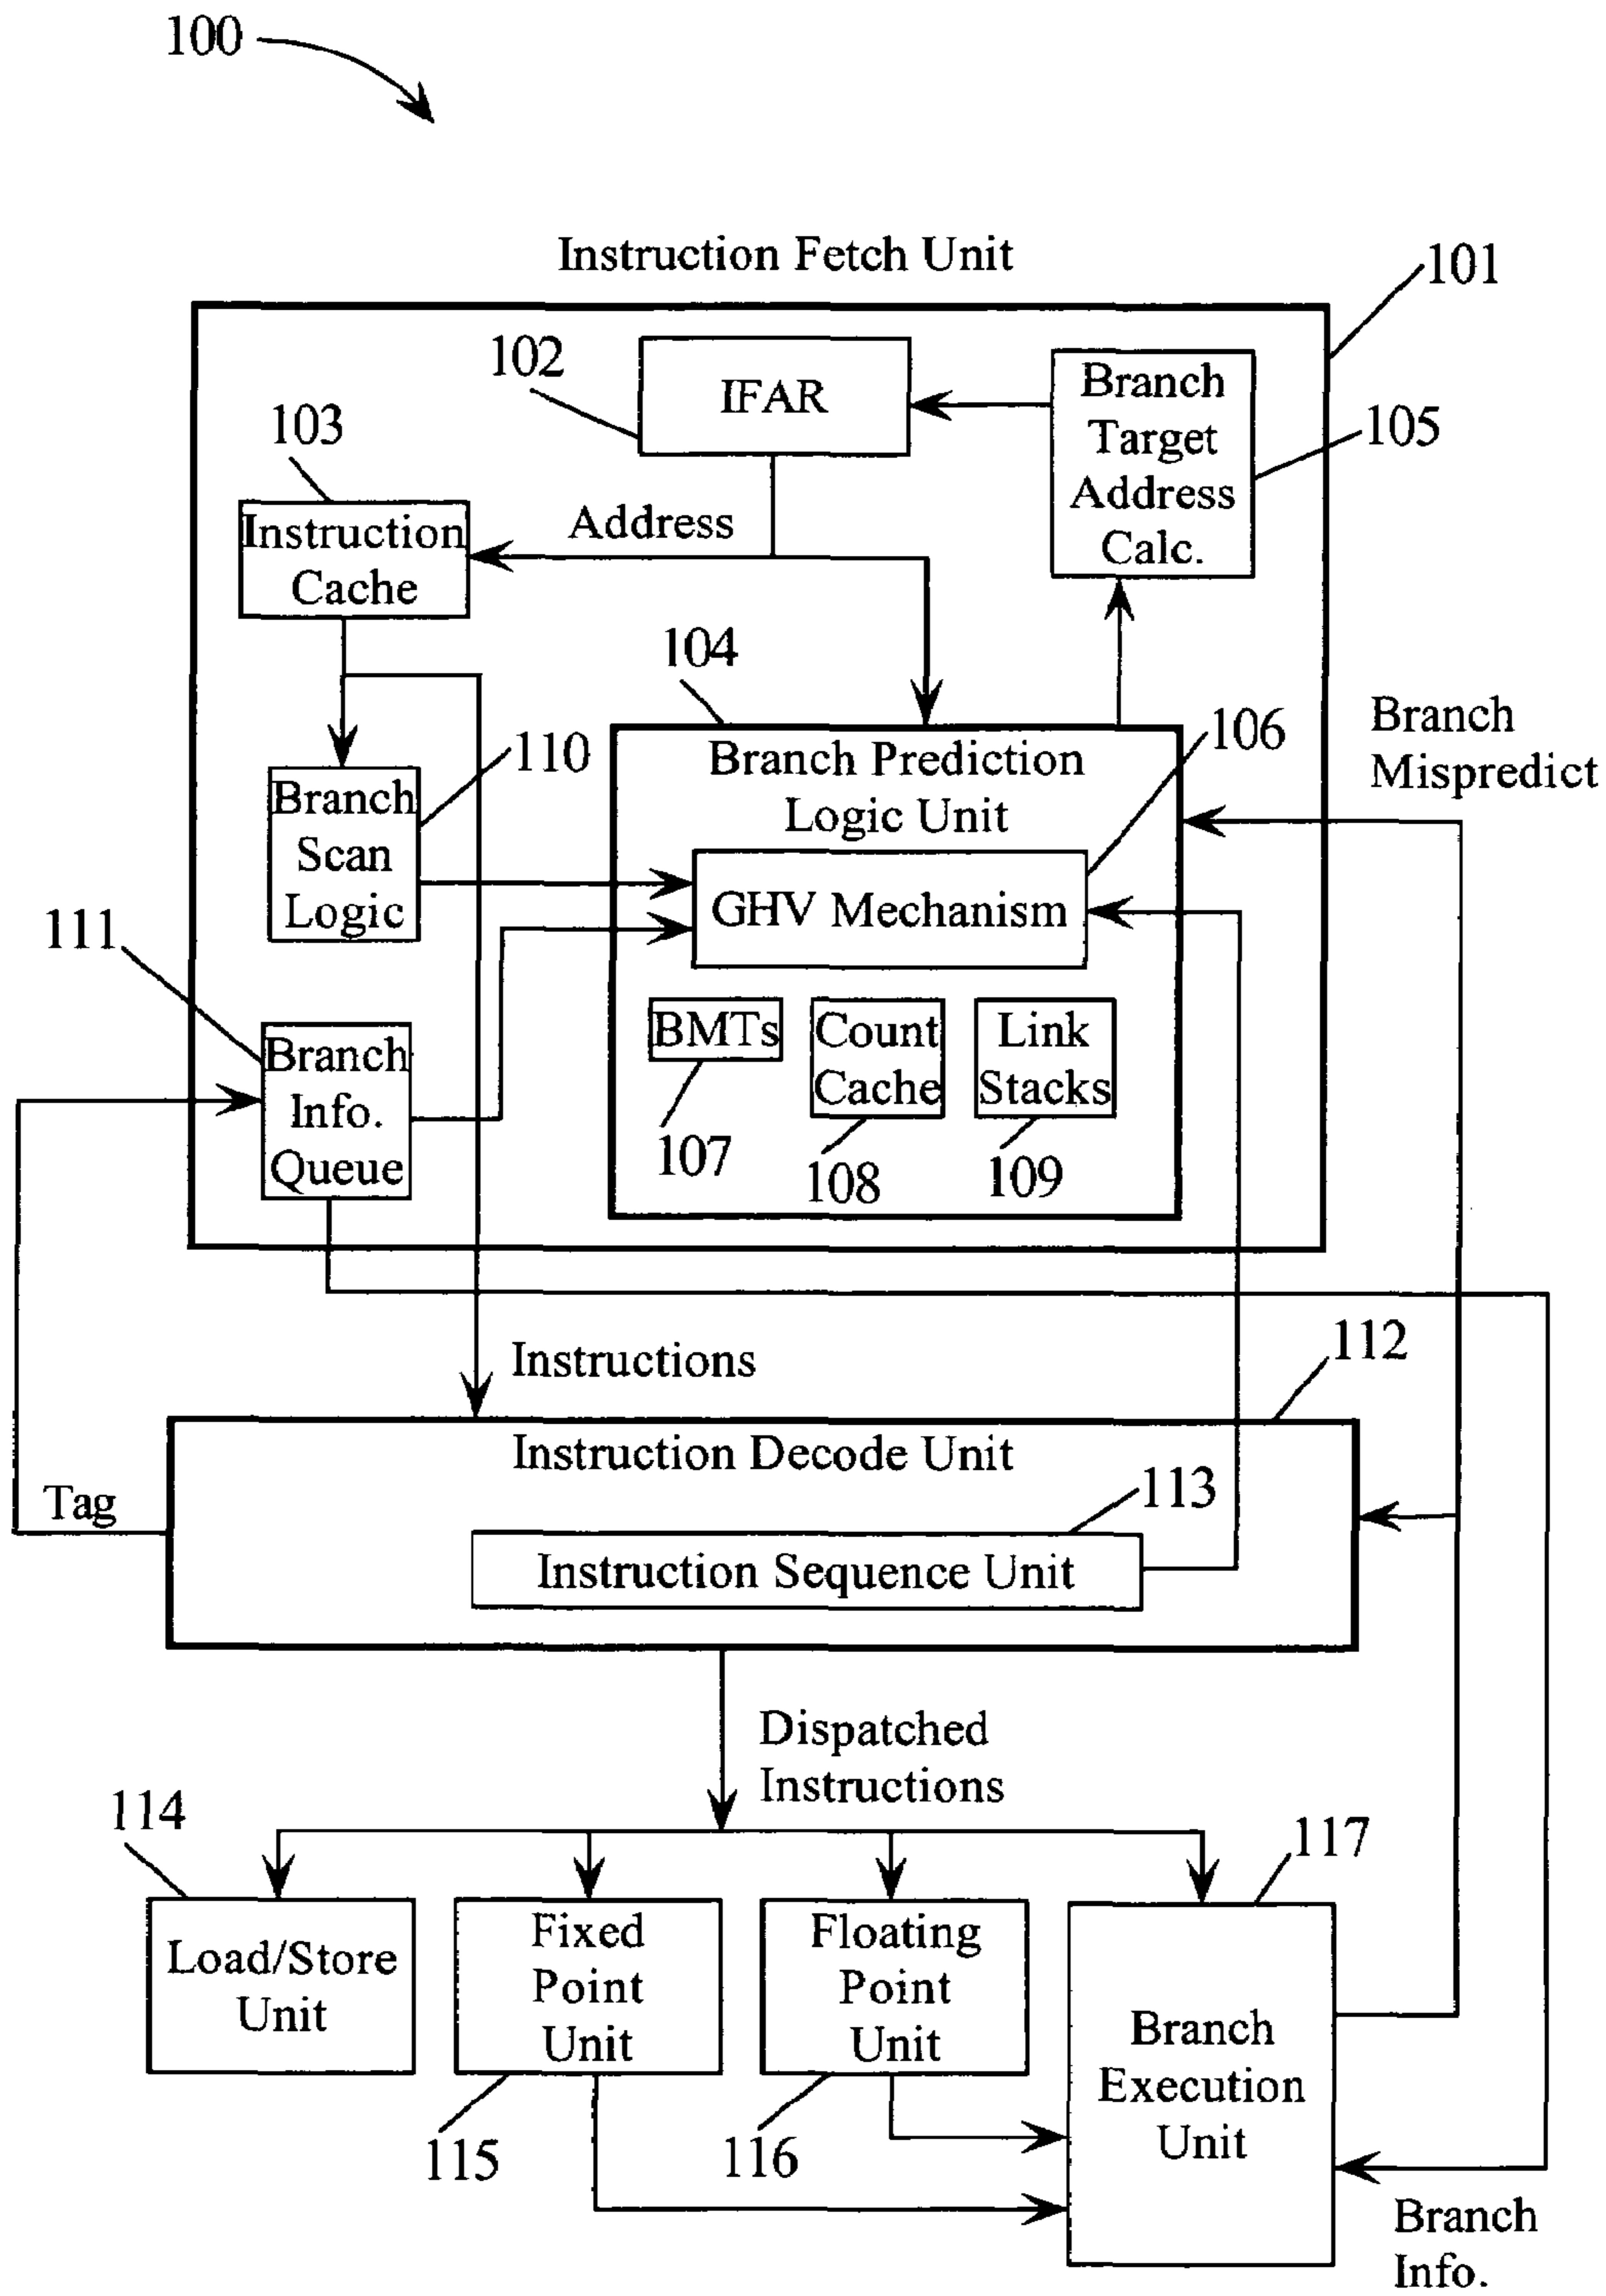 100
Instruction Fetch Unit
101
102
IFAR
Branch
Target
Address
Calc.
105
103
Instruction
Cache
Address
104
Branch
Mispredict
106
110
Branch Prediction
Logic Unit
Branch
Scan
Logic
GHV Mechanism
111
BMTs
Count
Cache
Link
Stacks
Branch
Info.
Queue
107
108
109
Instructions
112
Instruction Decode Unit
Tag
113
Instruction Sequence Unit
Dispatched
Instructions
114
117
Load/Store
Unit
Fixed
Point
Unit
Floating
Point
Unit
Branch
Execution
Unit
115
116
Branch
Info.